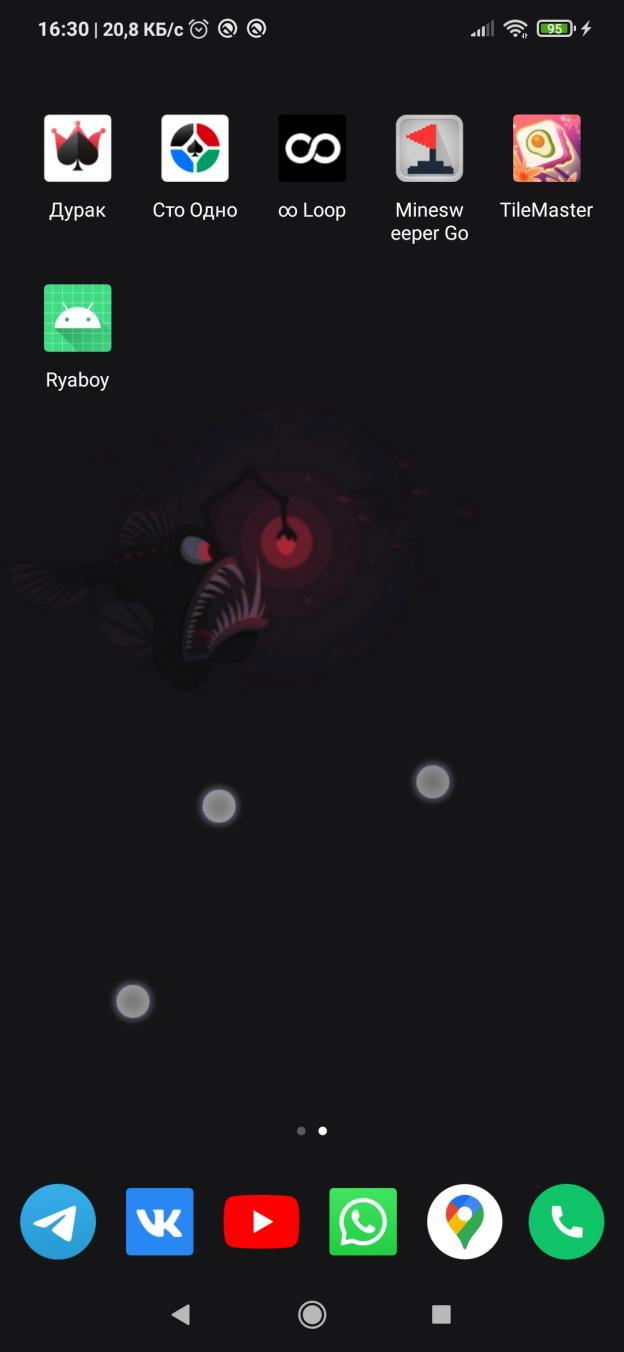 16:30 | 20,8 КБ/с
95
Дурак
Сто Одно
∞ Loop
Minesw
eeper Go
TileMaster
Ryaboy